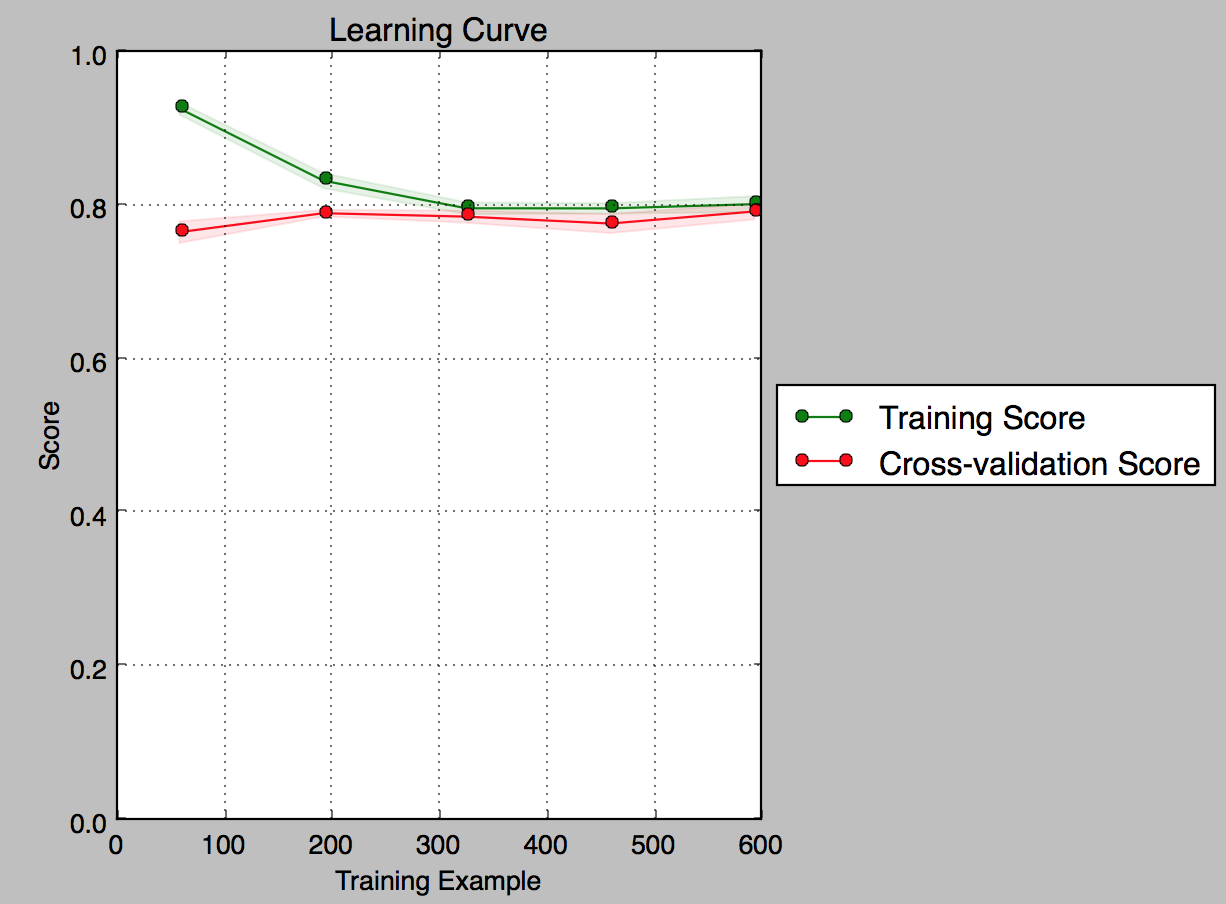 Learning Curve
1.0
0.8
0.6
0.4
0.2
0.0
Score
0 100 200 300 400 500 600
Training Example
Training Score
Cross-validation Score